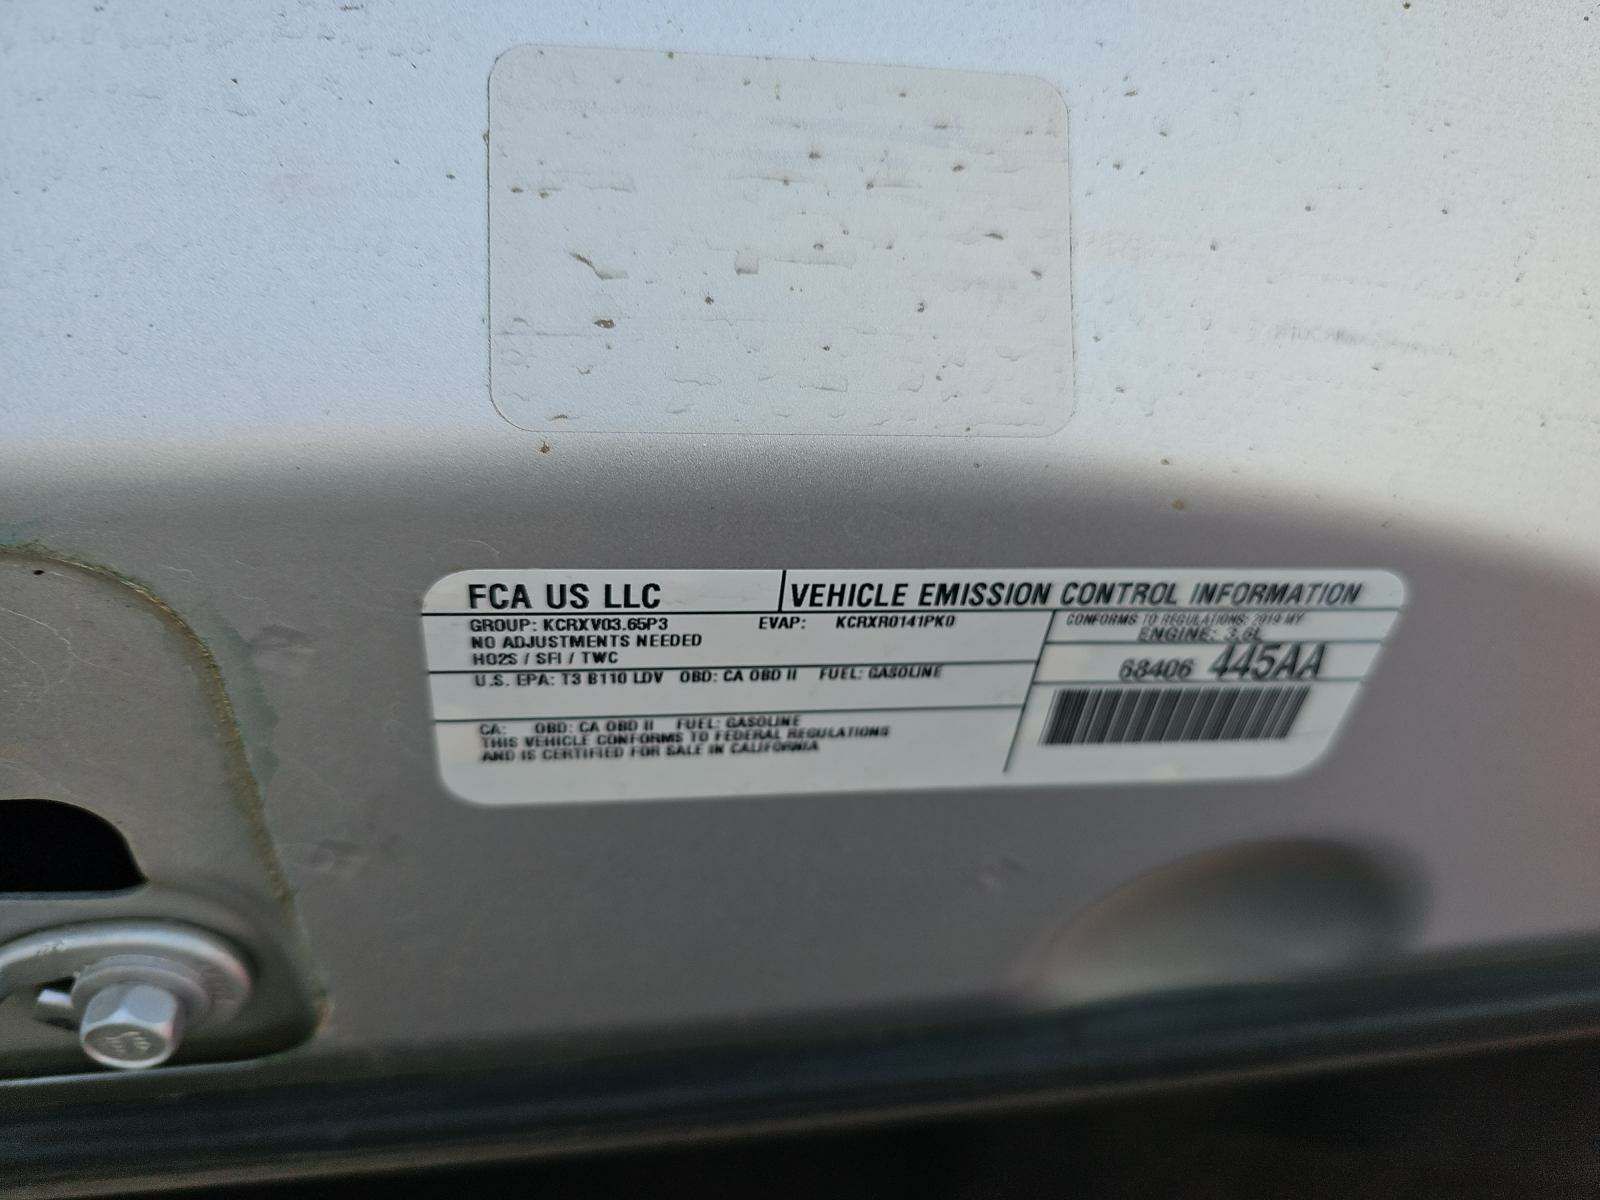 FCA US LLC
VEHICLE EMISSION CONTROL INFORMATION
GROUP: KCRXV03.65P3 EVAP: KCRXR0141PK0
NO ADJUSTMENTS NEEDED
HO2S / SFI / TWC
CONFORMS TO REGULATIONS: 2019 MY
ENGINE: 3.6L
68406 445AA
U.S. EPA: T3 B110 LDV OBD: CA OBD II FUEL: GASOLINE
CA: OBD: CA OBD II FUEL: GASOLINE
THIS VEHICLE CONFORMS TO FEDERAL REGULATIONS
AND IS CERTIFIED FOR SALE IN CALIFORNIA